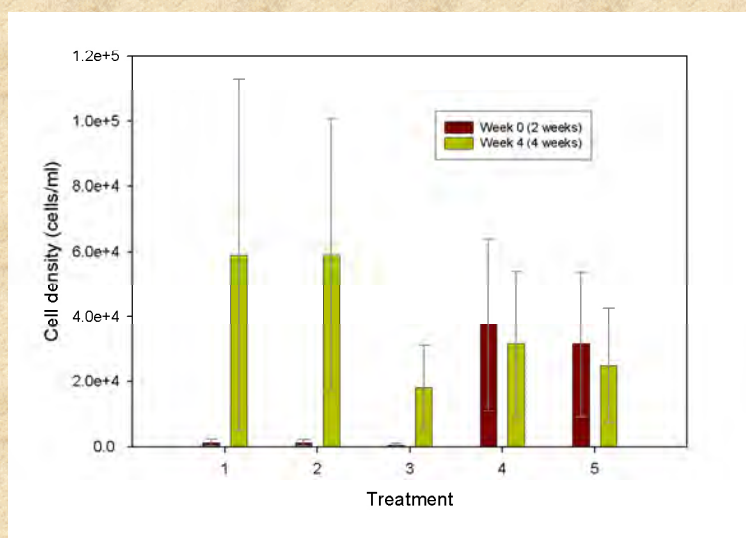 1.2e+5
1.0e+5
8.0e+4
6.0e+4
4.0e+4
2.0e+4
0.0
Cell density (cells/ml)
Week 0 (2 weeks)
Week 4 (4 weeks)
1 2 3 4 5
Treatment